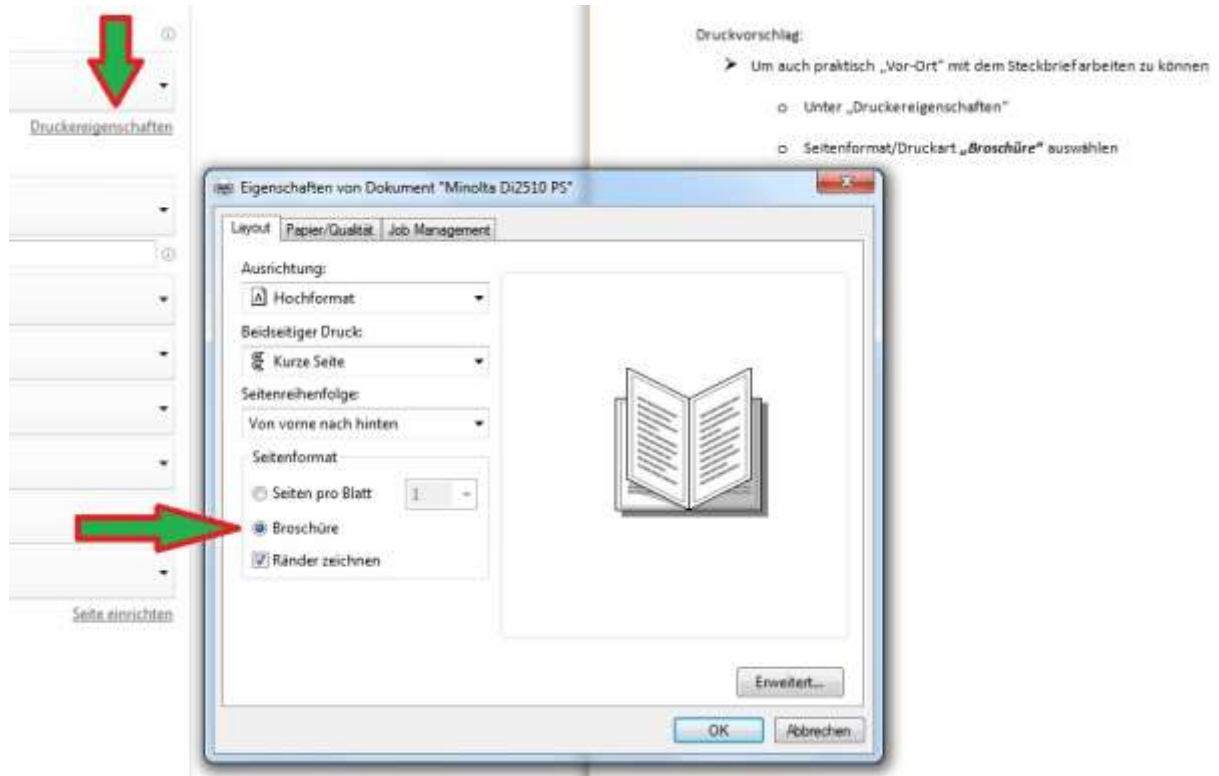 Druckvorschlag:
➤ Um auch praktisch „Vor-Ort“ mit dem Steckbrief arbeiten zu können
o Unter „Druckereigenschaften“
o Seitenformat/Druckart „Broschüre“ auswählen
Druckereigenschaften
Eigenschaften von Dokument "Minolta Di2510 PS"
Layout Papier/Qualität Job Management
Ausrichtung:
Hochformat
Beidseitiger Druck:
Kurze Seite
Seitenreihenfolge:
Von vorne nach hinten
Seitenformat
Seiten pro Blatt 1
Broschüre
Ränder zeichnen
Seite einrichten
Erweitert...
OK Abbrechen